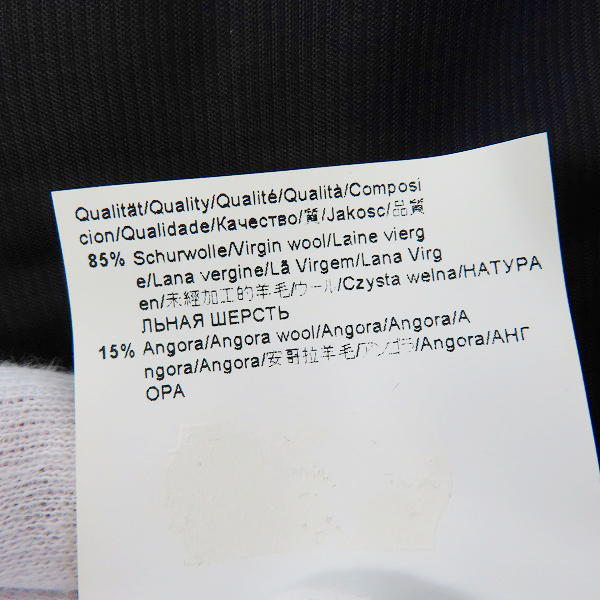 Qualität/Quality/Qualité/Qualità/Composi
cion/Qualidade/Качество/質/Jakosc/品質
85% Schurwolle/Virgin wool/Laine vierg
e/Lana vergine/Lã Virgem/Lana Virg
en/未經加工的羊毛/ウール/Czysta welna/НАТУРА
ЛЬНАЯ ШЕРСТЬ
15% Angora/Angora wool/Angora/Angora/A
ngora/Angora/安哥拉羊毛/アンゴラ/Angora/АНГ
ОРА